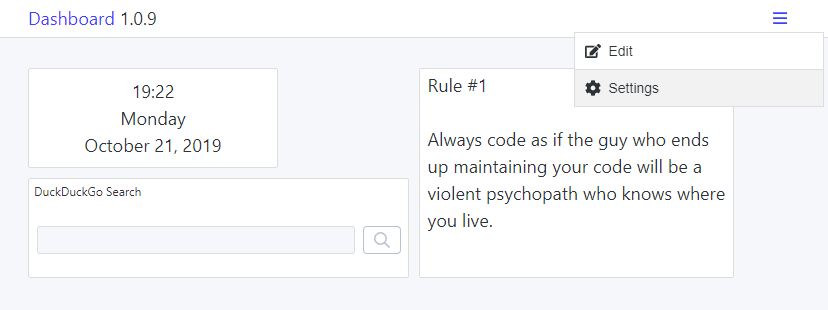 Dashboard 1.0.9
Edit
Settings
19:22
Monday
October 21, 2019
DuckDuckGo Search
Rule #1
Always code as if the guy who ends
up maintaining your code will be a
violent psychopath who knows where
you live.